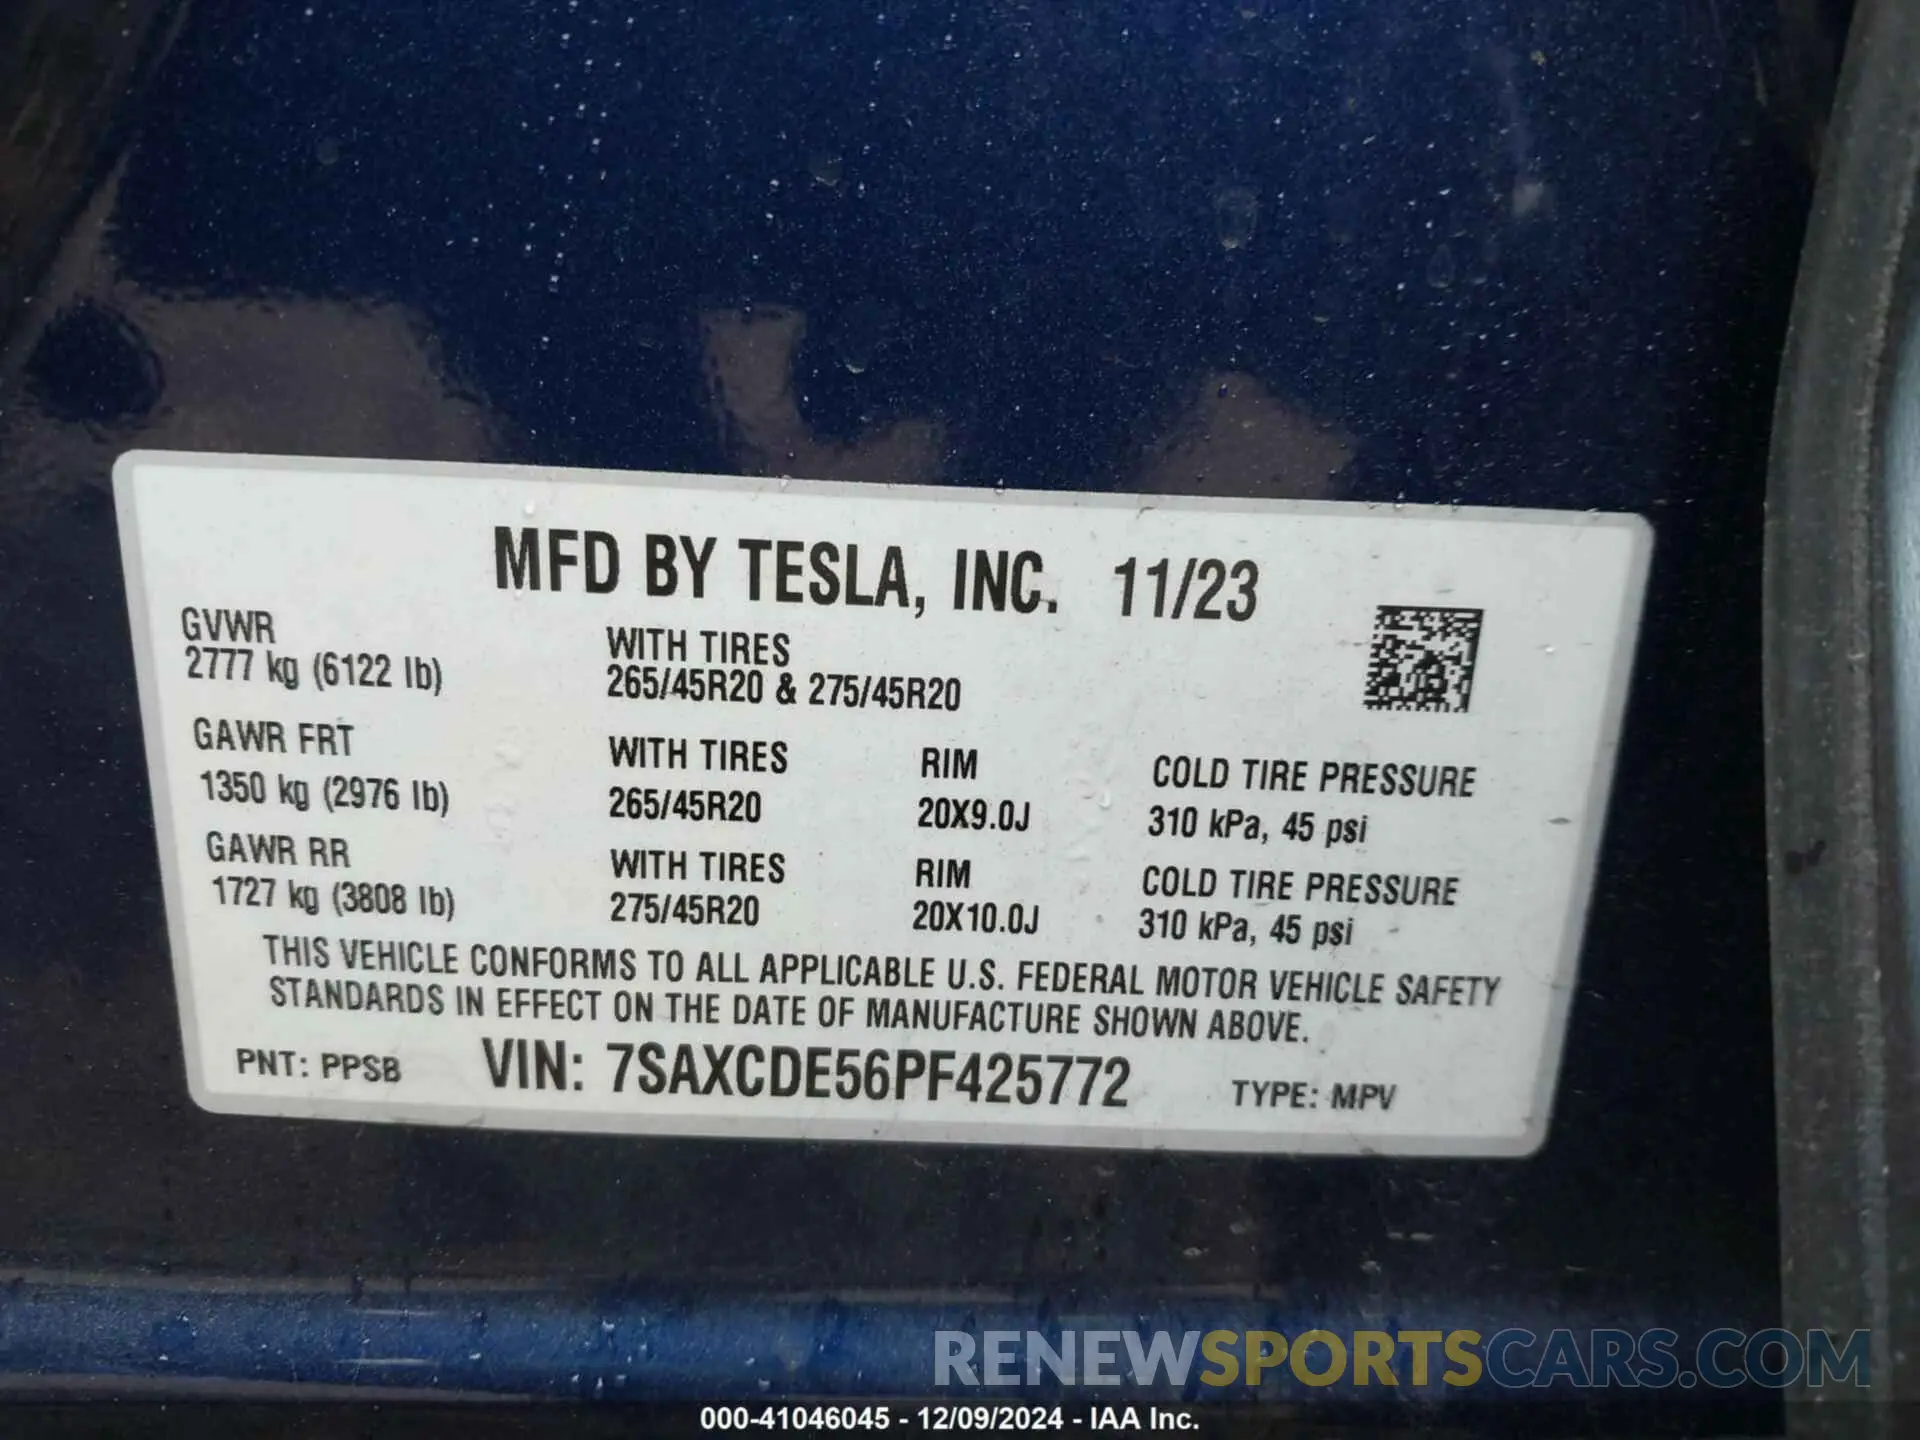 MFD BY TESLA, INC. 11/23
GVWR
2777 kg (6122 lb)
WITH TIRES
265/45R20 & 275/45R20
GAWR FRT
1350 kg (2976 lb)
WITH TIRES
265/45R20
RIM
20X9.0J
COLD TIRE PRESSURE
310 kPa, 45 psi
GAWR RR
1727 kg (3808 lb)
WITH TIRES
275/45R20
RIM
20X10.0J
COLD TIRE PRESSURE
310 kPa, 45 psi
THIS VEHICLE CONFORMS TO ALL APPLICABLE U.S. FEDERAL MOTOR VEHICLE SAFETY
STANDARDS IN EFFECT ON THE DATE OF MANUFACTURE SHOWN ABOVE.
PNT: PPSB VIN: 7SAXCDE56PF425772 TYPE: MPV
RENEWSPORTSCARS.COM
000-41046045 - 12/09/2024 - IAA Inc.